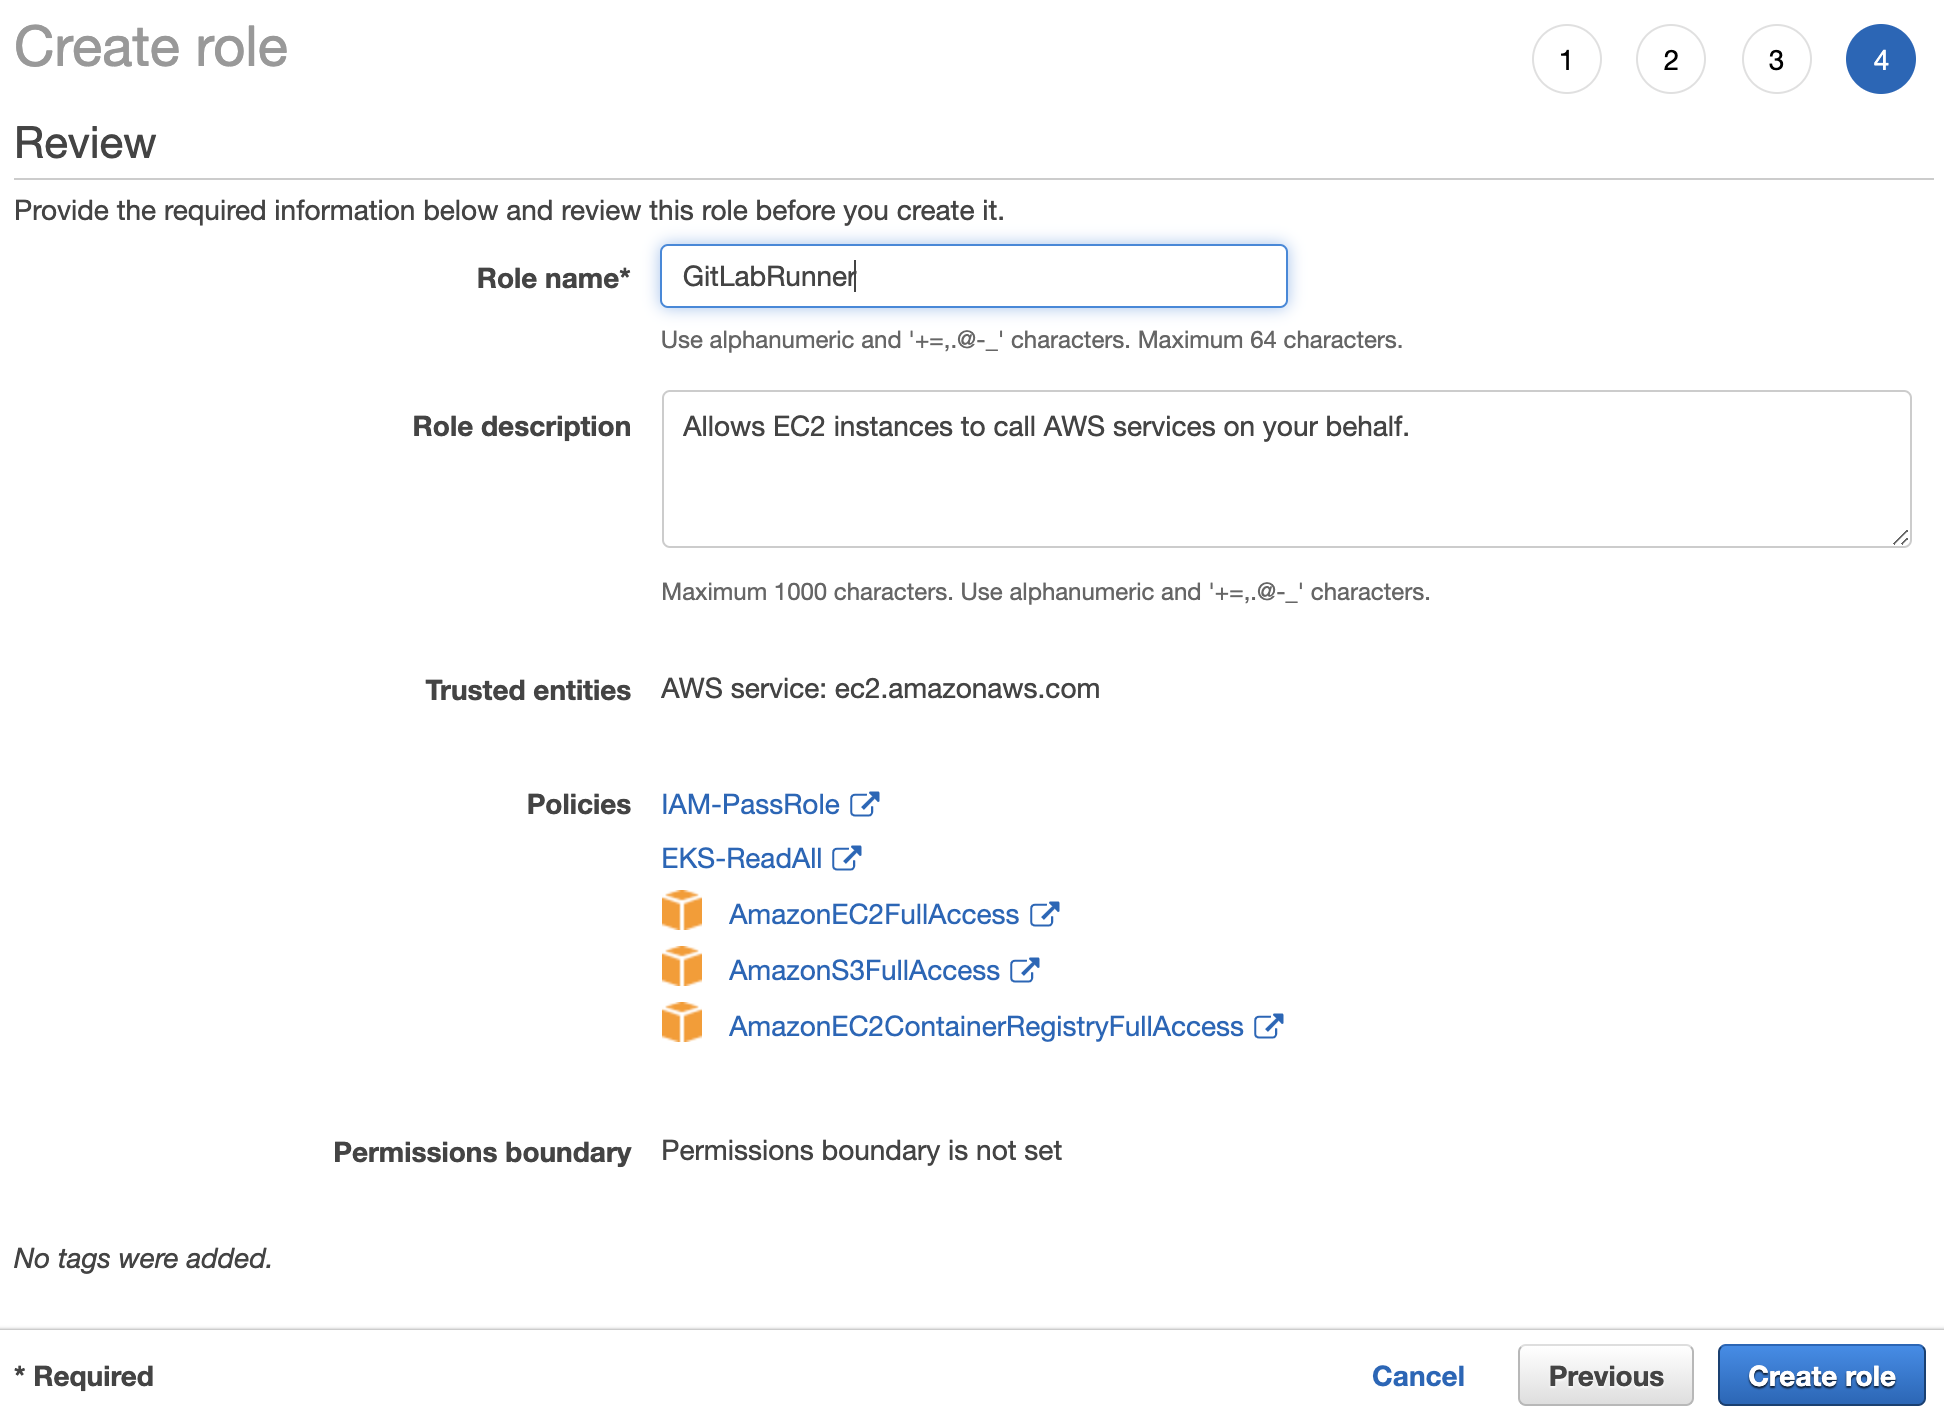 Create role
1 2 3 4
Review
Provide the required information below and review this role before you create it.
Role name* GitLabRunner
Use alphanumeric and '+=,.@-_' characters. Maximum 64 characters.
Role description Allows EC2 instances to call AWS services on your behalf.
Maximum 1000 characters. Use alphanumeric and '+=,.@-_' characters.
Trusted entities AWS service: ec2.amazonaws.com
Policies IAM-PassRole
EKS-ReadAll
AmazonEC2FullAccess
AmazonS3FullAccess
AmazonEC2ContainerRegistryFullAccess
Permissions boundary Permissions boundary is not set
No tags were added.
* Required Cancel Previous Create role